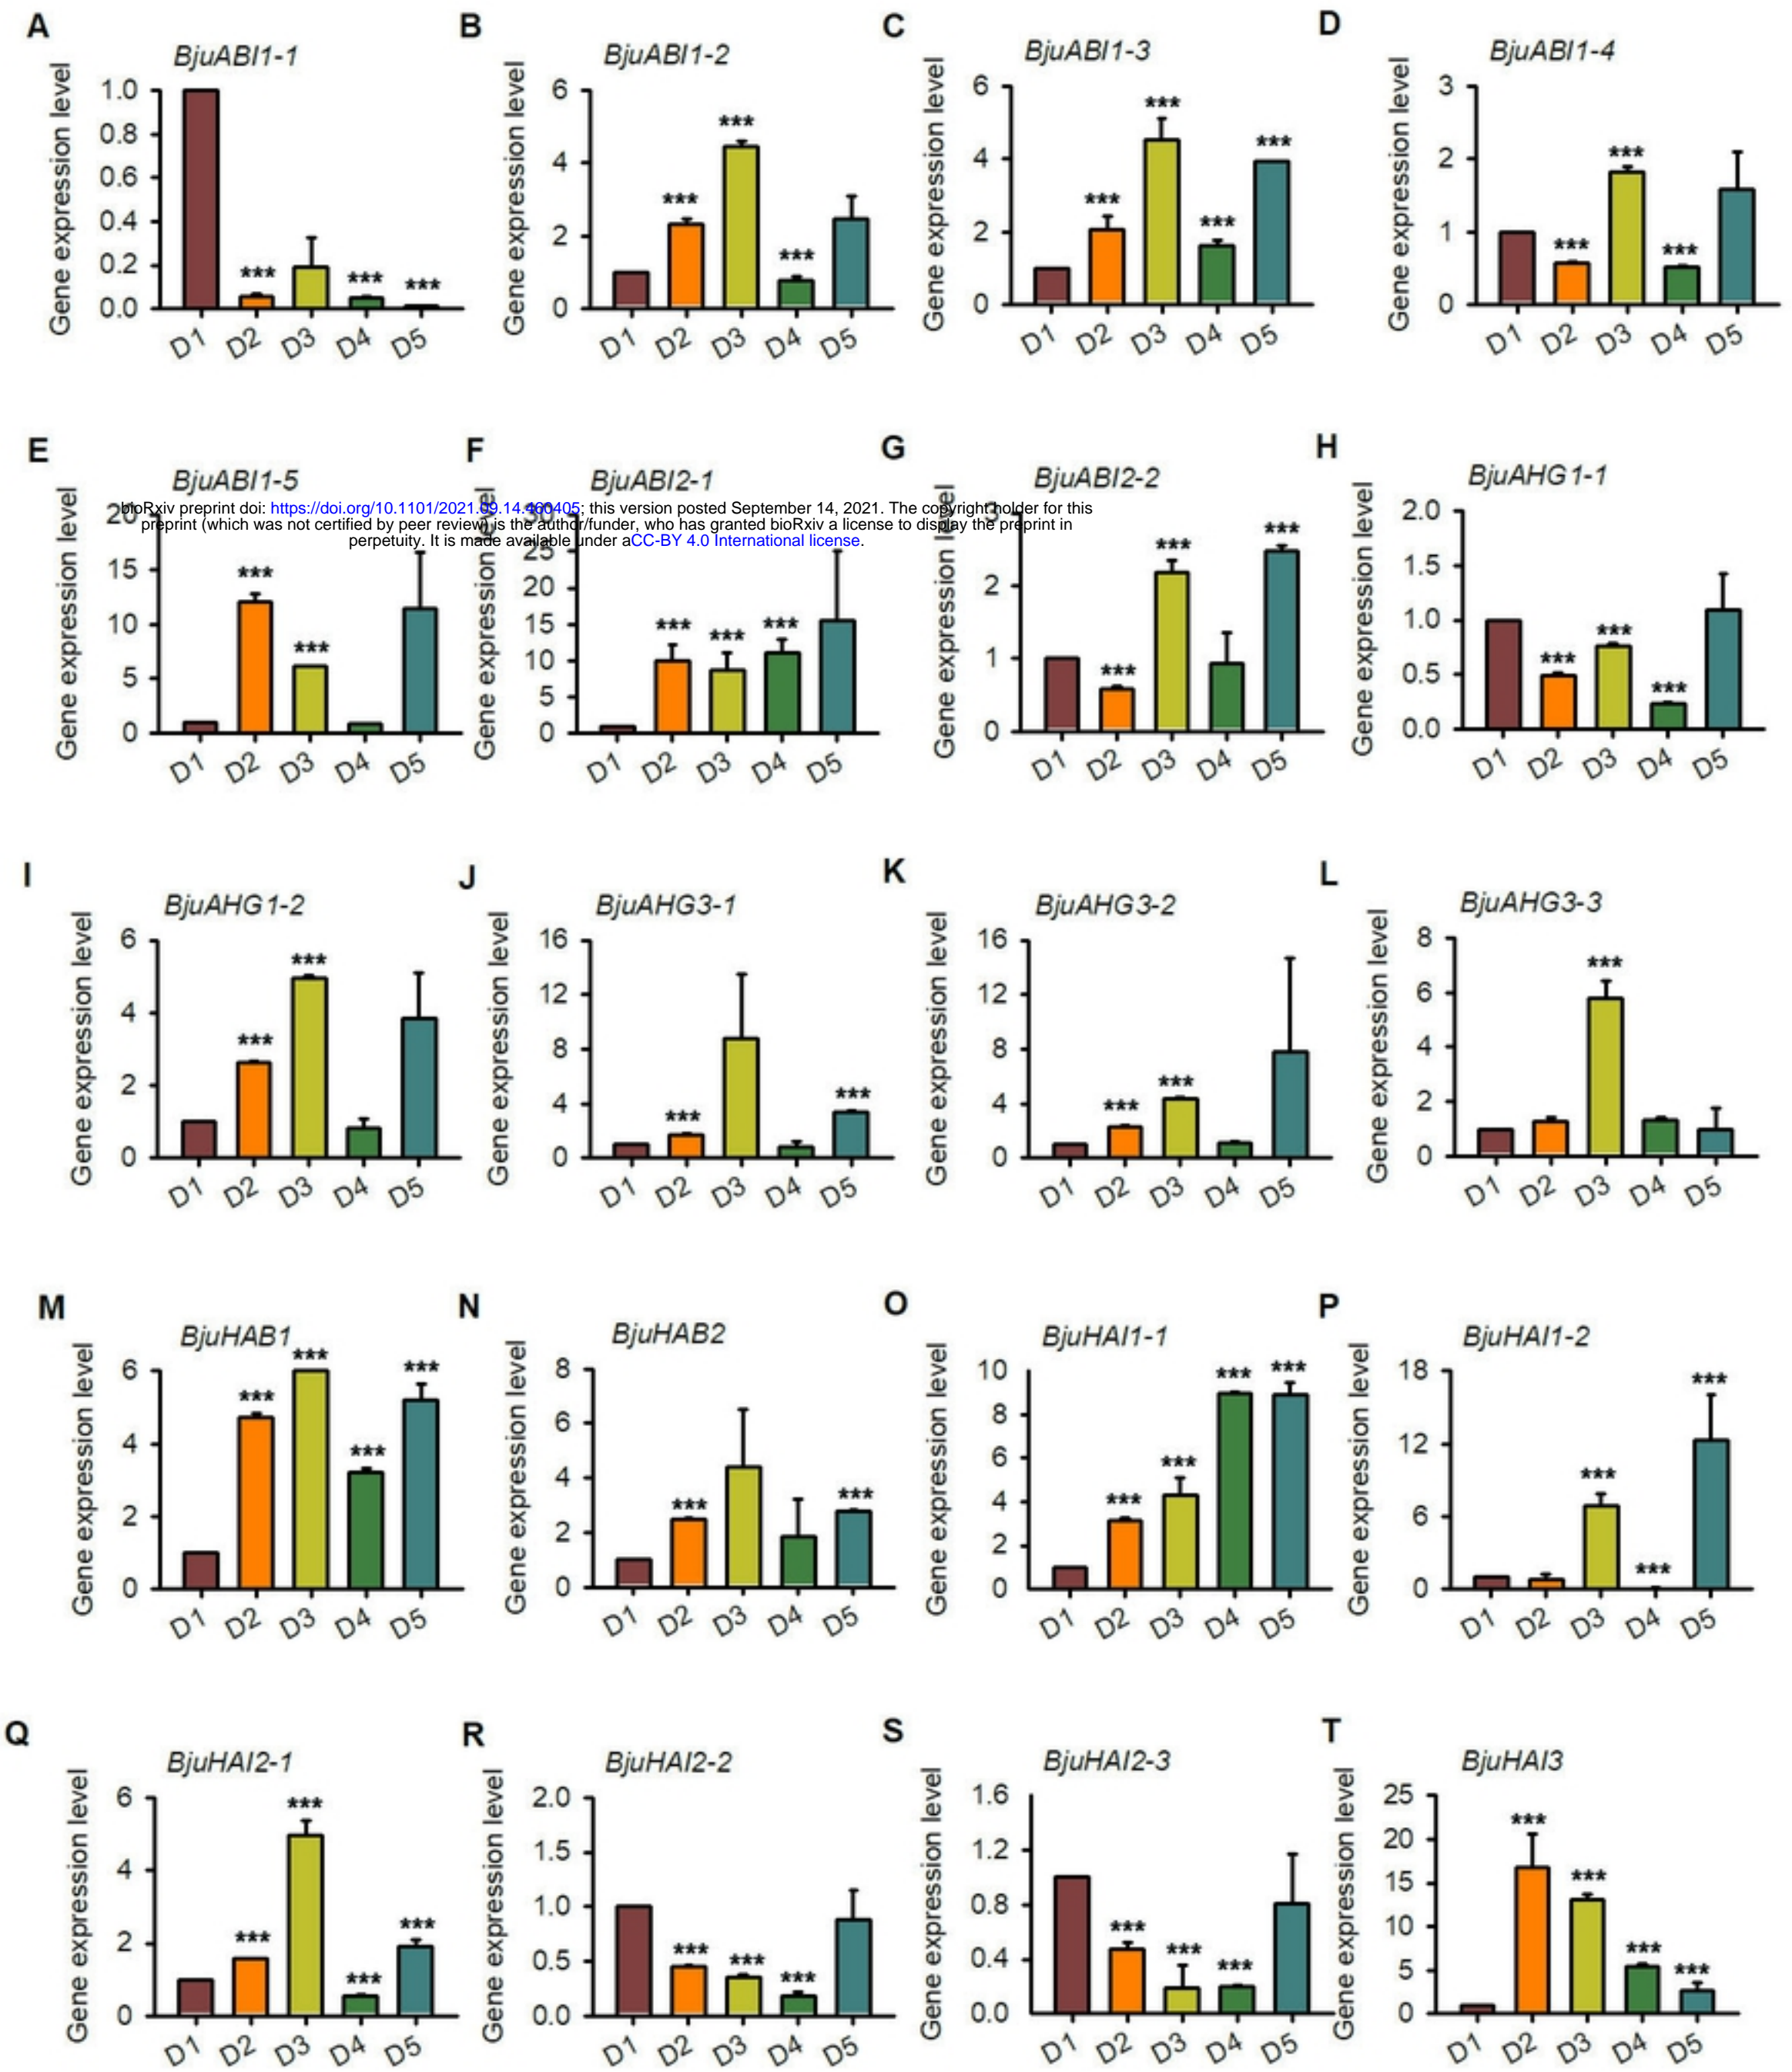 A
BjuABI1-1
Gene expression level
1.0
0.8
0.6
0.4
0.2
0.0
***
***
***
D1 D2 D3 D4 D5
B
BjuABI1-2
Gene expression level
6
4
2
0
***
***
***
D1 D2 D3 D4 D5
C
BjuABI1-3
Gene expression level
6
4
2
0
***
***
***
***
D1 D2 D3 D4 D5
D
BjuABI1-4
Gene expression level
3
2
1
0
***
***
***
D1 D2 D3 D4 D5
bioRxiv preprint doi: https://doi.org/10.1101/2021.09.14.460405; this version posted September 14, 2021. The copyright holder for this
preprint (which was not certified by peer review) is the author/funder, who has granted bioRxiv a license to display the preprint in
perpetuity. It is made available under aCC-BY 4.0 International license.
E
BjuABI1-5
Gene expression level
20
15
10
5
0
***
***
D1 D2 D3 D4 D5
F
BjuABI2-1
Gene expression level
30
25
20
15
10
5
0
***
***
***
D1 D2 D3 D4 D5
G
BjuABI2-2
Gene expression level
3
2
1
0
***
***
***
D1 D2 D3 D4 D5
H
BjuAHG1-1
Gene expression level
2.0
1.5
1.0
0.5
0.0
***
***
***
D1 D2 D3 D4 D5
I
BjuAHG1-2
Gene expression level
6
4
2
0
***
***
D1 D2 D3 D4 D5
J
BjuAHG3-1
Gene expression level
16
12
8
4
0
***
***
D1 D2 D3 D4 D5
K
BjuAHG3-2
Gene expression level
16
12
8
4
0
***
***
D1 D2 D3 D4 D5
L
BjuAHG3-3
Gene expression level
8
6
4
2
0
***
D1 D2 D3 D4 D5
M
BjuHAB1
Gene expression level
6
4
2
0
***
***
***
***
D1 D2 D3 D4 D5
N
BjuHAB2
Gene expression level
8
6
4
2
0
***
***
D1 D2 D3 D4 D5
O
BjuHAI1-1
Gene expression level
10
8
6
4
2
0
***
***
***
***
D1 D2 D3 D4 D5
P
BjuHAI1-2
Gene expression level
18
12
6
0
***
***
***
D1 D2 D3 D4 D5
Q
BjuHAI2-1
Gene expression level
6
4
2
0
***
***
***
***
D1 D2 D3 D4 D5
R
BjuHAI2-2
Gene expression level
2.0
1.5
1.0
0.5
0.0
***
***
***
D1 D2 D3 D4 D5
S
BjuHAI2-3
Gene expression level
1.6
1.2
0.8
0.4
0.0
***
***
***
D1 D2 D3 D4 D5
T
BjuHAI3
Gene expression level
25
20
15
10
5
0
***
***
***
***
D1 D2 D3 D4 D5